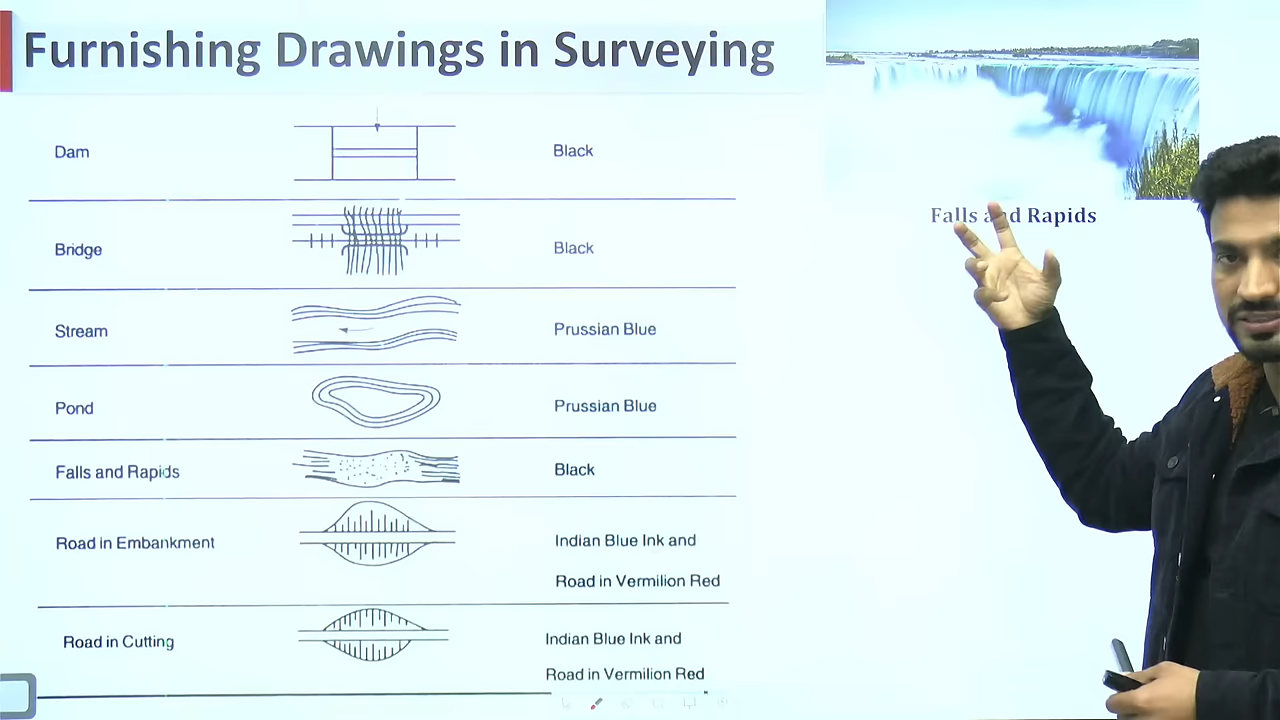 Furnishing Drawings in Surveying
Dam Black
Bridge Black
Stream Prussian Blue
Pond Prussian Blue
Falls and Rapids Black
Road in Embankment Indian Blue Ink and
Road in Vermilion Red
Road in Cutting Indian Blue Ink and
Road in Vermilion Red
Falls and Rapids